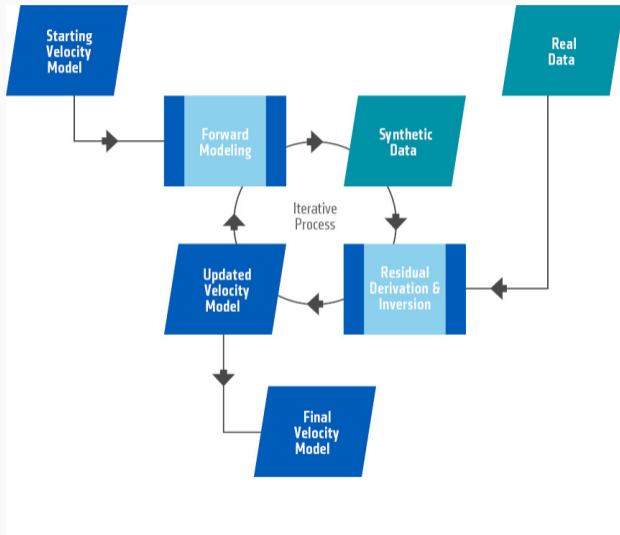 Starting
Velocity
Model
Real
Data
Forward
Modeling
Synthetic
Data
Iterative
Process
Updated
Velocity
Model
Residual
Derivation &
Inversion
Final
Velocity
Model